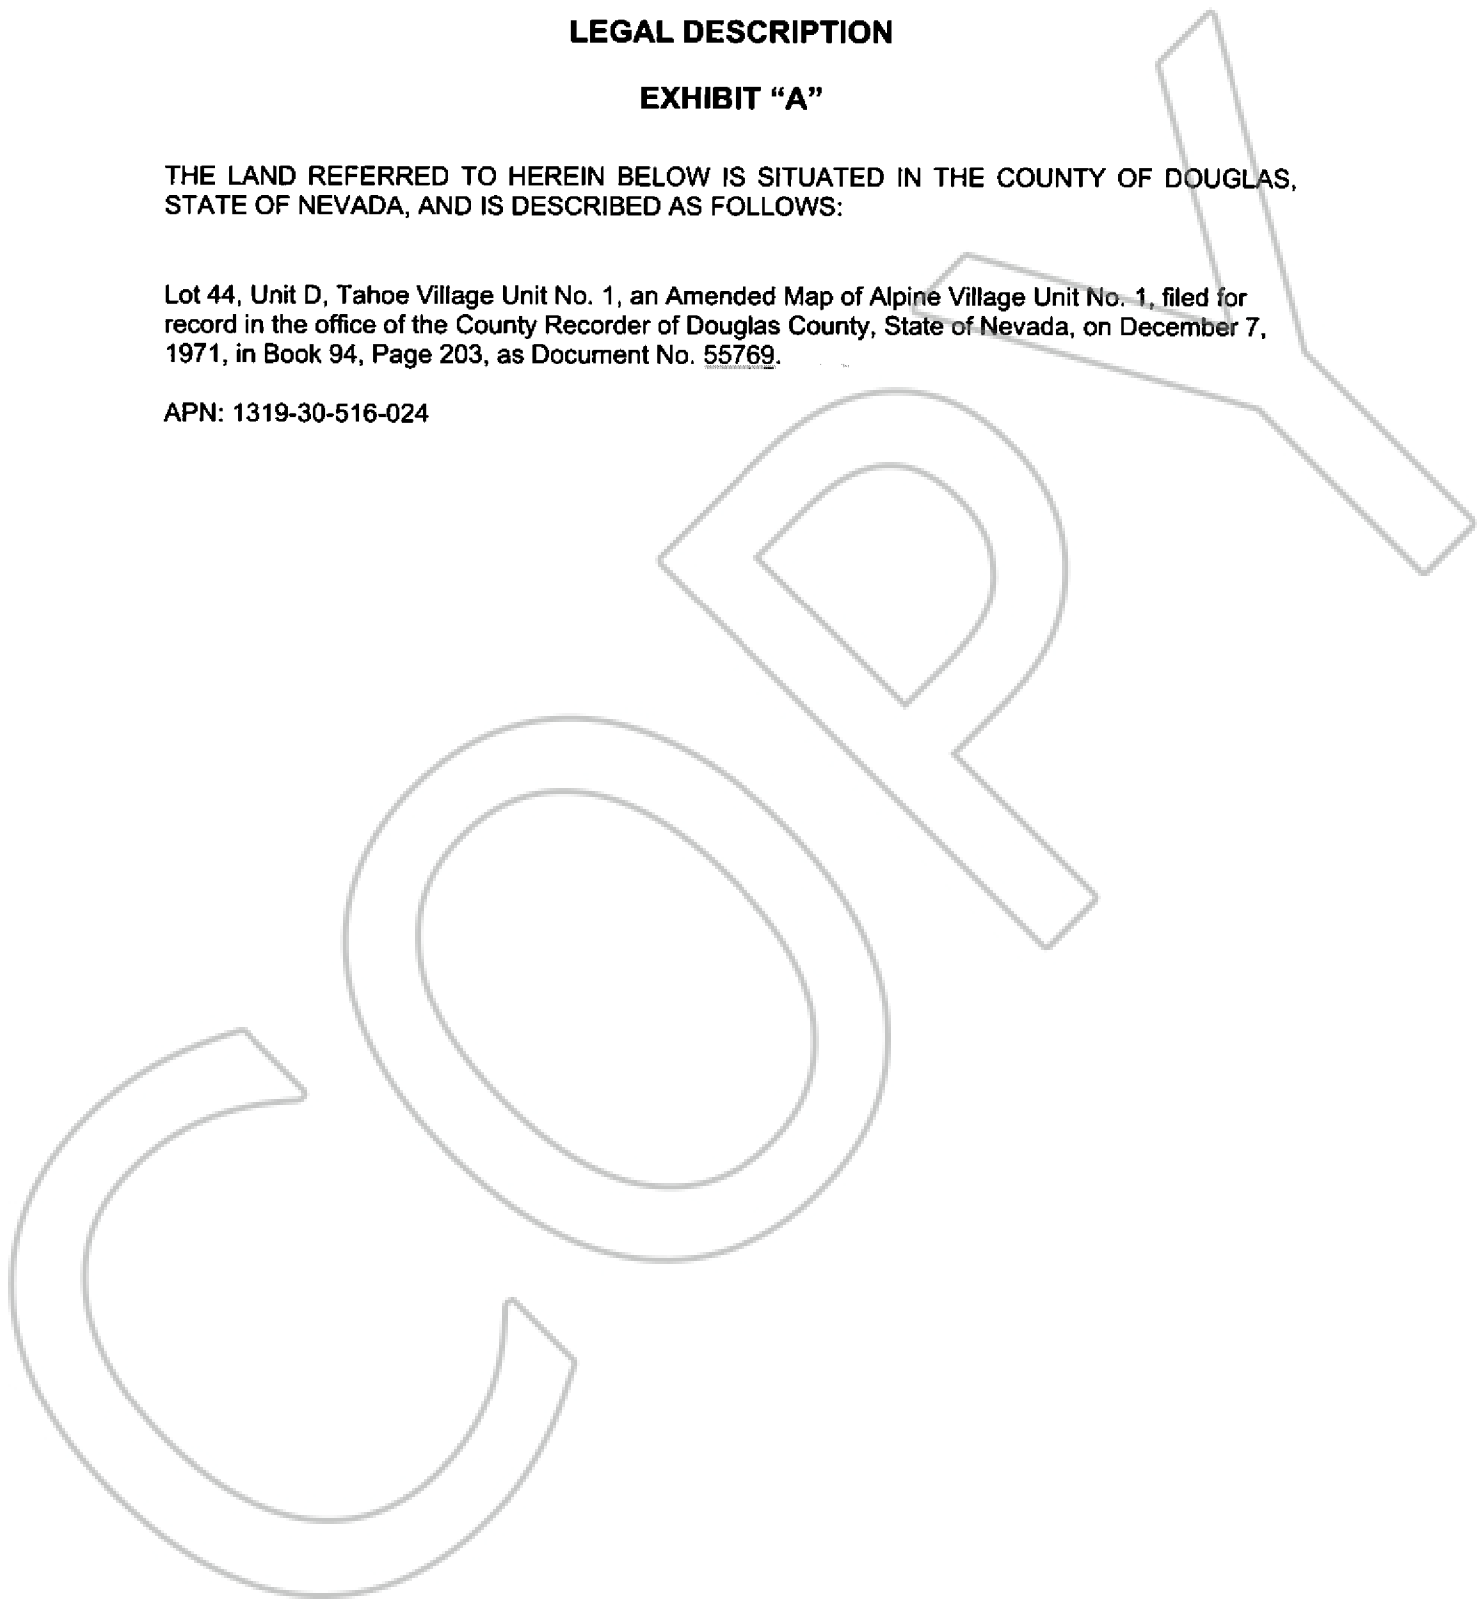 LEGAL DESCRIPTION
EXHIBIT “A”
THE LAND REFERRED TO HEREIN BELOW IS SITUATED IN THE COUNTY OF DOUGLAS,
STATE OF NEVADA, AND IS DESCRIBED AS FOLLOWS:
Lot 44, Unit D, Tahoe Village Unit No. 1, an Amended Map of Alpine Village Unit No. 1, filed for
record in the office of the County Recorder of Douglas County, State of Nevada, on December 7,
1971, in Book 94, Page 203, as Document No. 55769.
APN: 1319-30-516-024
COPY